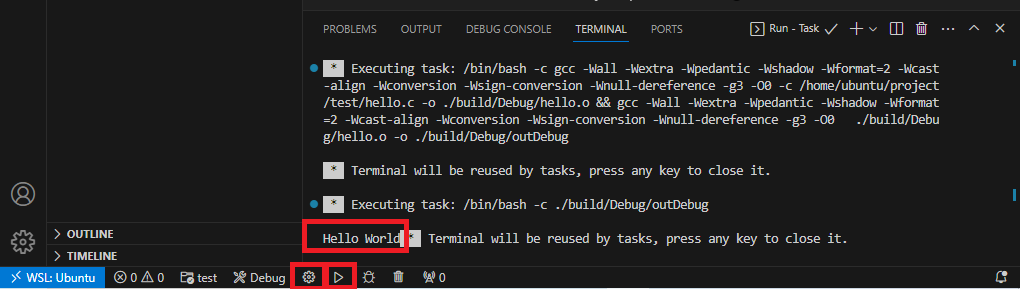 PROBLEMS OUTPUT DEBUG CONSOLE TERMINAL PORTS Run - Task
* Executing task: /bin/bash -c gcc -Wall -Wextra -Wpedantic -Wshadow -Wformat=2 -Wcast
-align -Wconversion -Wsign-conversion -Wnull-dereference -g3 -O0 -c /home/ubuntu/project
/test/hello.c -o ./build/Debug/hello.o && gcc -Wall -Wextra -Wpedantic -Wshadow -Wformat
=2 -Wcast-align -Wconversion -Wsign-conversion -Wnull-dereference -g3 -O0   ./build/Debu
g/hello.o -o ./build/Debug/outDebug
* Terminal will be reused by tasks, press any key to close it.
* Executing task: /bin/bash -c ./build/Debug/outDebug
Hello World * Terminal will be reused by tasks, press any key to close it.
OUTLINE
TIMELINE
WSL: Ubuntu 0 0 test Debug 0